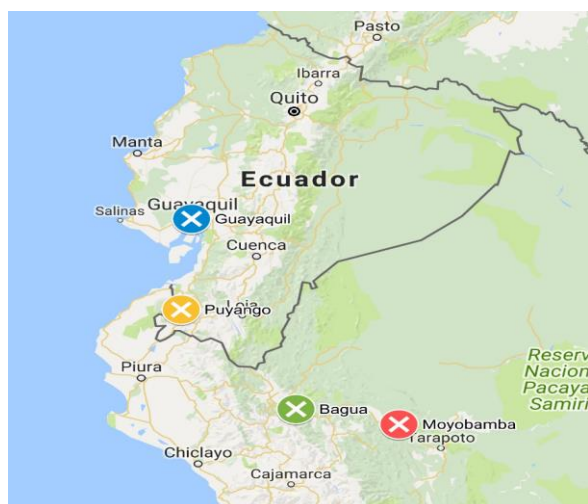 Pasto
Ibarra
Quito
Manta
Ecuador
Guayaquil
Salinas
Guayaquil
Cuenca
Puyango
Loja
Piura
Reserv
Nacion
Pacaya
Samiri
Bagua
Moyobamba
Tarapoto
Chiclayo
Cajamarca